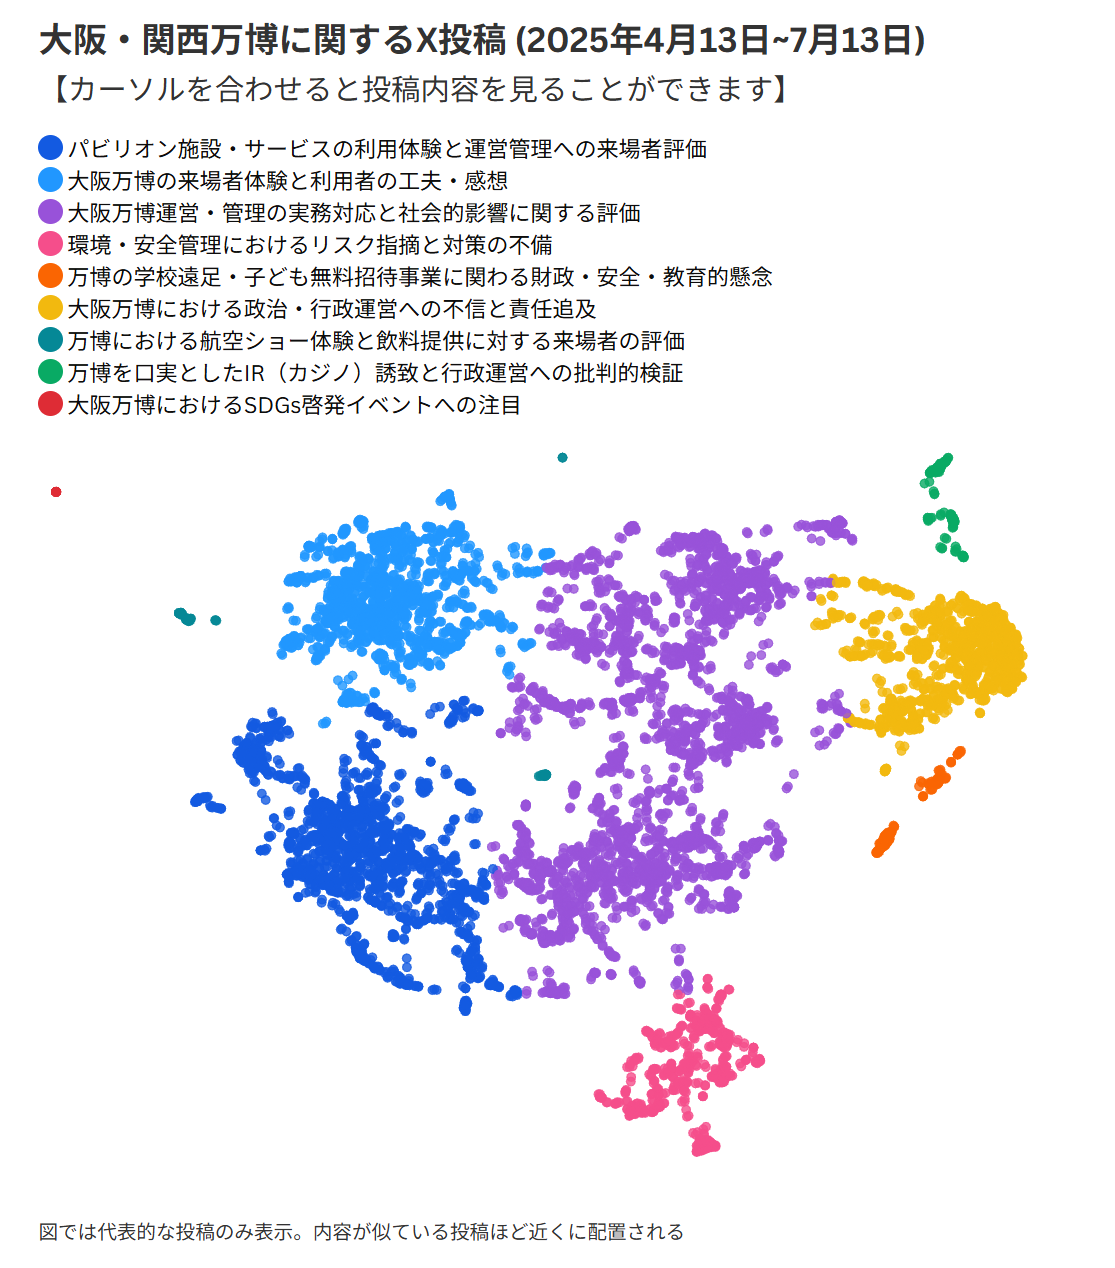 大阪・関西万博に関するX投稿 (2025年4月13日~7月13日)
【カーソルを合わせると投稿内容を見ることができます】
パビリオン施設・サービスの利用体験と運営管理への来場者評価
大阪万博の来場者体験と利用者の工夫・感想
大阪万博運営・管理の実務対応と社会的影響に関する評価
環境・安全管理におけるリスク指摘と対策の不備
万博の学校遠足・子ども無料招待事業に関わる財政・安全・教育的懸念
大阪万博における政治・行政運営への不信と責任追及
万博における航空ショー体験と飲料提供に対する来場者の評価
万博を口実としたIR（カジノ）誘致と行政運営への批判的検証
大阪万博におけるSDGs啓発イベントへの注目
図では代表的な投稿のみ表示。内容が似ている投稿ほど近くに配置される